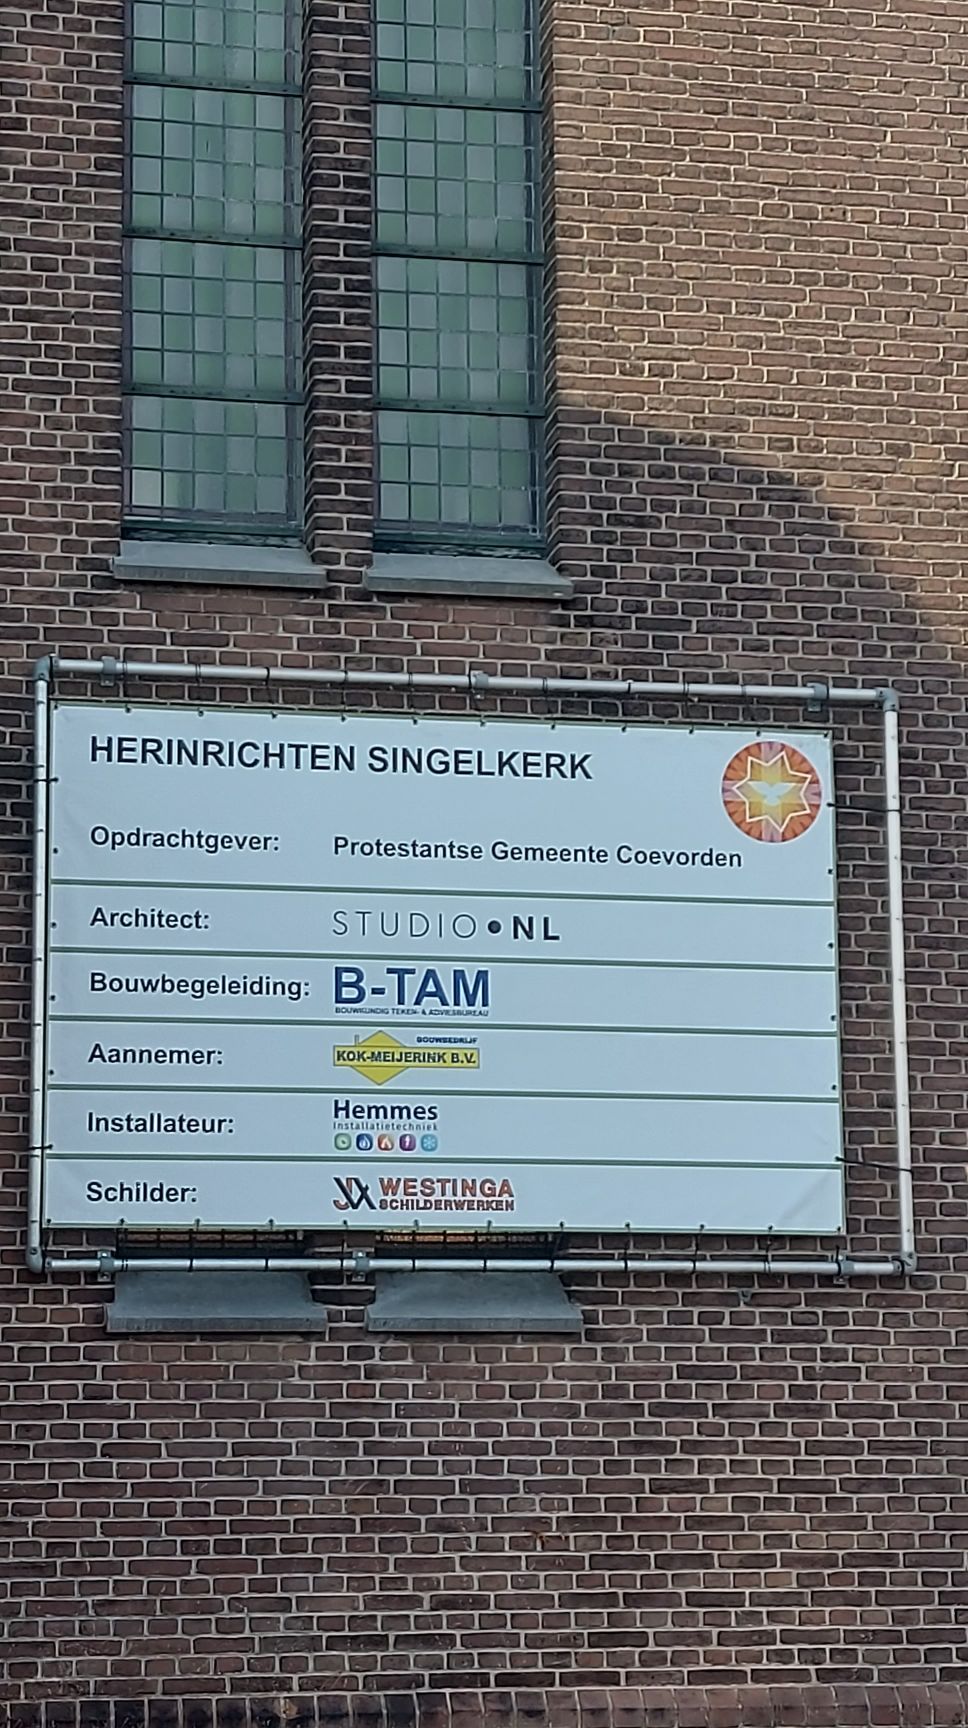 HERINRICHTEN SINGELKERK
Opdrachtgever: Protestantse Gemeente Coevorden
Architect: STUDIO•NL
Bouwbegeleiding: B-TAM
BOUWKUNDIG TEKEN- & ADVIESBUREAU
Aannemer: BOUWBEDRIJF
KOK-MEIJERINK B.V.
Installateur: Hemmes
Installatietechniek
Schilder: WESTINGA
SCHILDERWERKEN